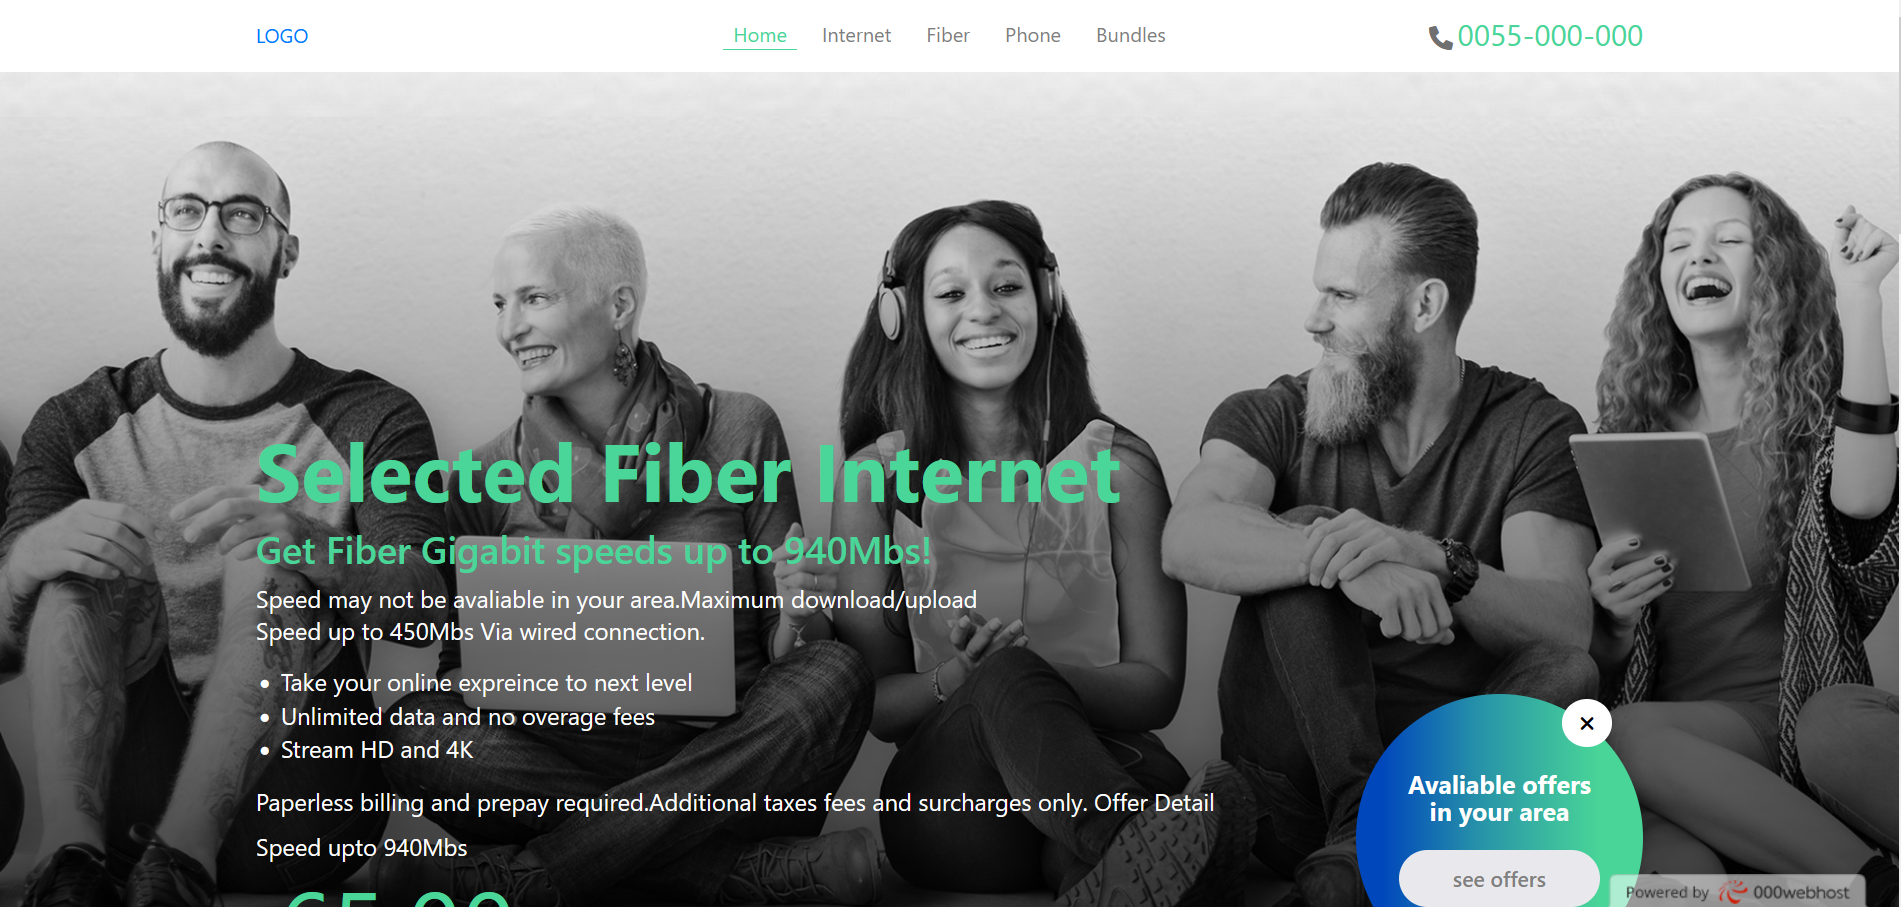 LOGO
Home
Internet
Fiber
Phone
Bundles
0055-000-000
Selected Fiber Internet
Get Fiber Gigabit speeds up to 940Mbs!
Speed may not be avaliable in your area.Maximum download/upload
Speed up to 450Mbs Via wired connection.
Take your online expreince to next level
Unlimited data and no overage fees
Stream HD and 4K
Paperless billing and prepay required.Additional taxes fees and surcharges only. Offer Detail
Speed upto 940Mbs
Avaliable offers
in your area
see offers
Powered by 000webhost